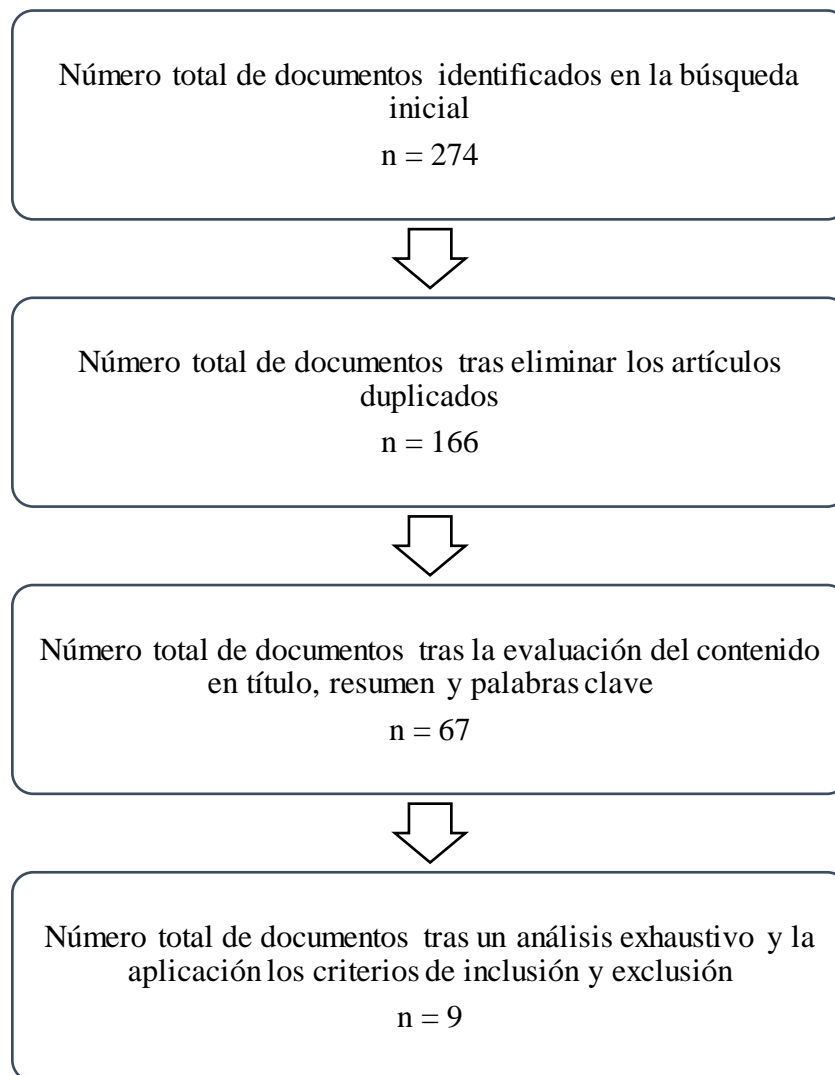 Número total de documentos identificados en la búsqueda
inicial
n = 274
Número total de documentos tras eliminar los artículos
duplicados
n = 166
Número total de documentos tras la evaluación del contenido
en título, resumen y palabras clave
n = 67
Número total de documentos tras un análisis exhaustivo y la
aplicación los criterios de inclusión y exclusión
n = 9